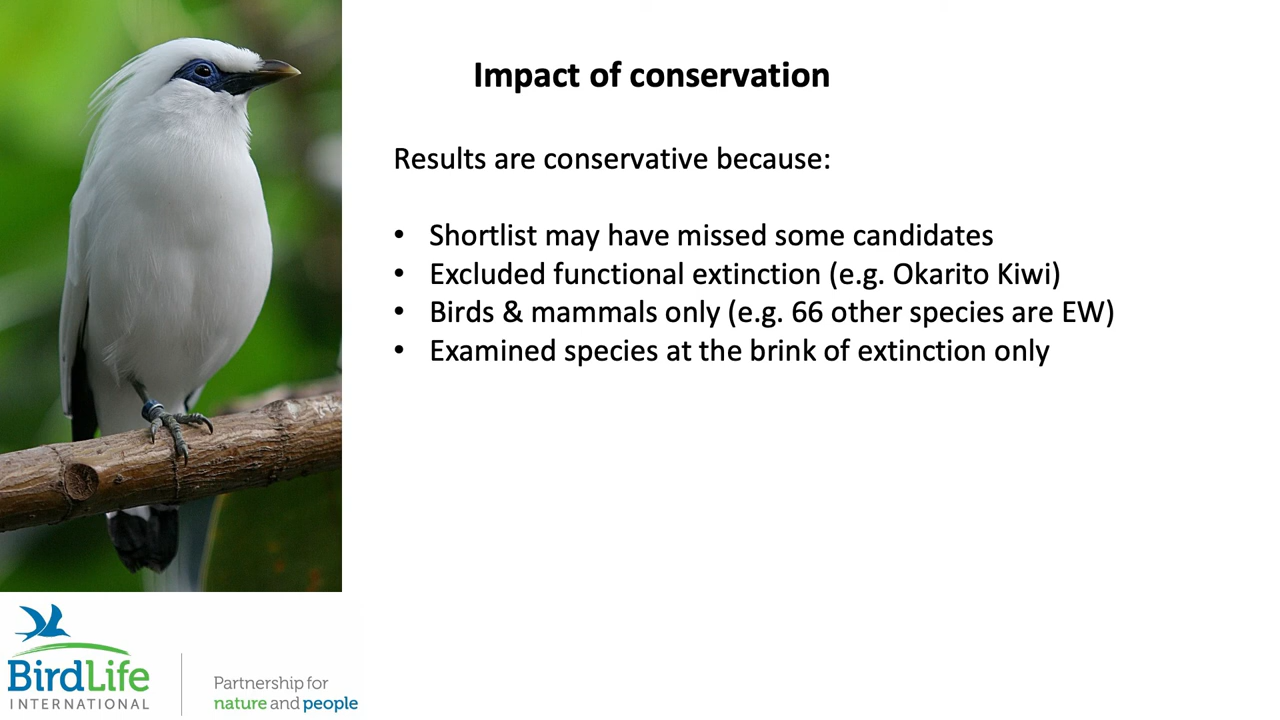 Impact of conservation
Results are conservative because:
• Shortlist may have missed some candidates
• Excluded functional extinction (e.g. Okarito Kiwi)
• Birds & mammals only (e.g. 66 other species are EW)
• Examined species at the brink of extinction only
BirdLife
INTERNATIONAL
Partnership for
nature and people